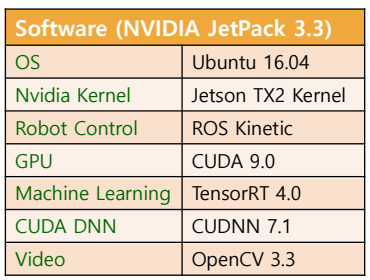 Software (NVIDIA JetPack 3.3)
OS Ubuntu 16.04
Nvidia Kernel Jetson TX2 Kernel
Robot Control ROS Kinetic
GPU CUDA 9.0
Machine Learning TensorRT 4.0
CUDA DNN CUDNN 7.1
Video OpenCV 3.3